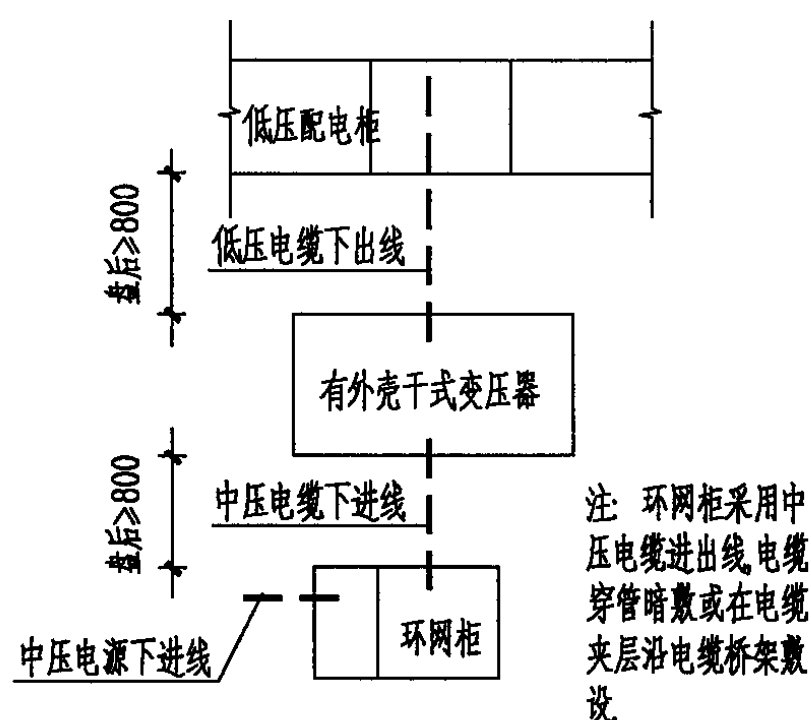 低压配电柜
盘后≥800
低压电缆下出线
有外壳干式变压器
盘后≥800
中压电缆下进线
环网柜
中压电源下进线
注: 环网柜采用中
压电缆进出线,电缆
穿管暗敷或在电缆
夹层沿电缆桥架敷
设.